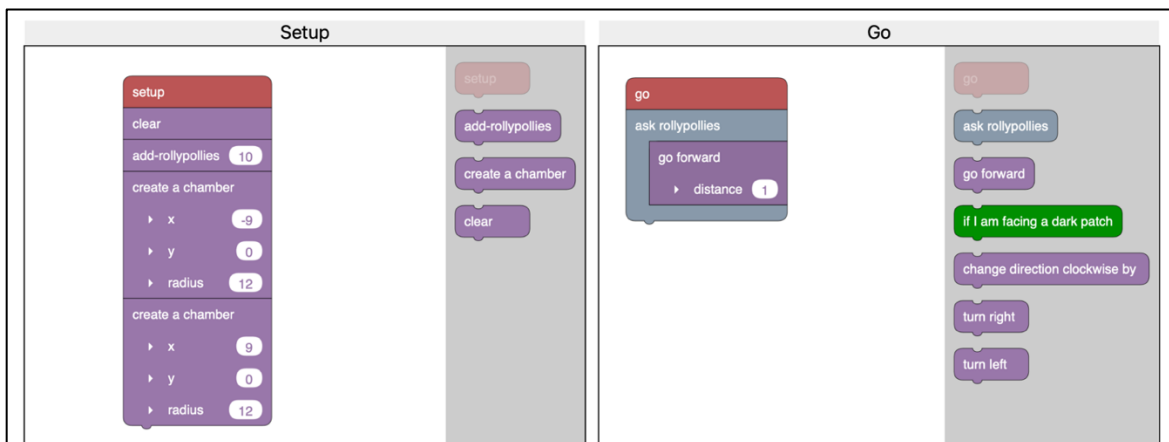 Setup
setup
clear
add-rollypollies 10
create a chamber
x -9
y 0
radius 12
create a chamber
x 9
y 0
radius 12
setup
add-rollypollies
create a chamber
clear
Go
go
ask rollypollies
go forward
distance 1
go
ask rollypollies
go forward
if I am facing a dark patch
change direction clockwise by
turn right
turn left